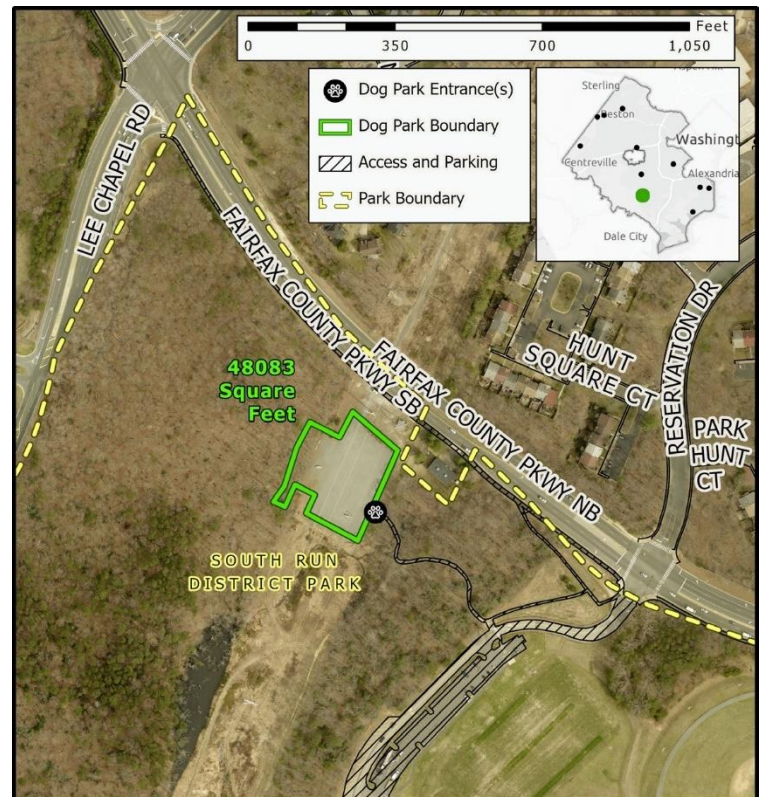 Feet
0 350 700 1,050
Dog Park Entrance(s)
Dog Park Boundary
Access and Parking
Park Boundary
Sterling
Reston
Washingt
Centreville
Alexandria
Dale City
LEE CHAPEL RD
FAIRFAX COUNTY PKWY SB
FAIRFAX COUNTY PKWY NB
HUNT
SQUARE CT
RESERVATION DR
PARK
HUNT
CT
48083
Square
Feet
SOUTH RUN
DISTRICT PARK